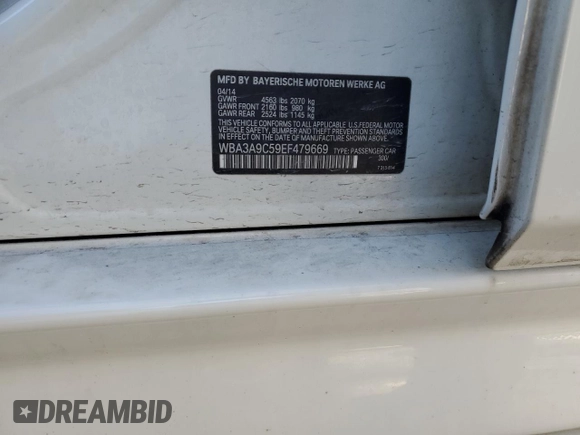 MFD BY BAYERISCHE MOTOREN WERKE AG
04/14
GVWR 4563 lbs 2070 kg
GAWR FRONT 2160 lbs 980 kg
GAWR REAR 2524 lbs 1145 kg
THIS VEHICLE CONFORMS TO ALL APPLICABLE U.S. FEDERAL MOTOR
VEHICLE SAFETY, BUMPER, AND THEFT PREVENTION STANDARDS
IN EFFECT ON THE DATE OF MANUFACTURE SHOWN ABOVE.
WBA3A9C59EF479669 TYPE: PASSENGER CAR
300/
DREAMBID